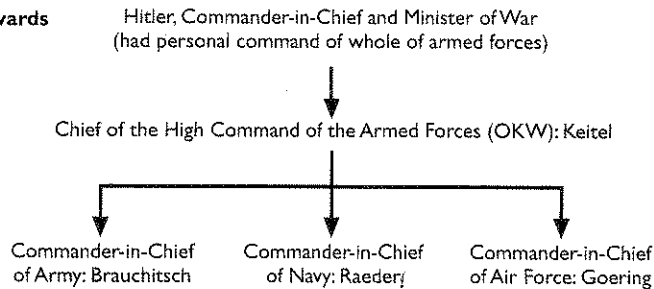 wards
Hitler, Commander-in-Chief and Minister of War
(had personal command of whole of armed forces)
Chief of the High Command of the Armed Forces (OKW): Keitel
Commander-in-Chief
of Army: Brauchitsch
Commander-in-Chief
of Navy: Raeder
Commander-in-Chief
of Air Force: Goering